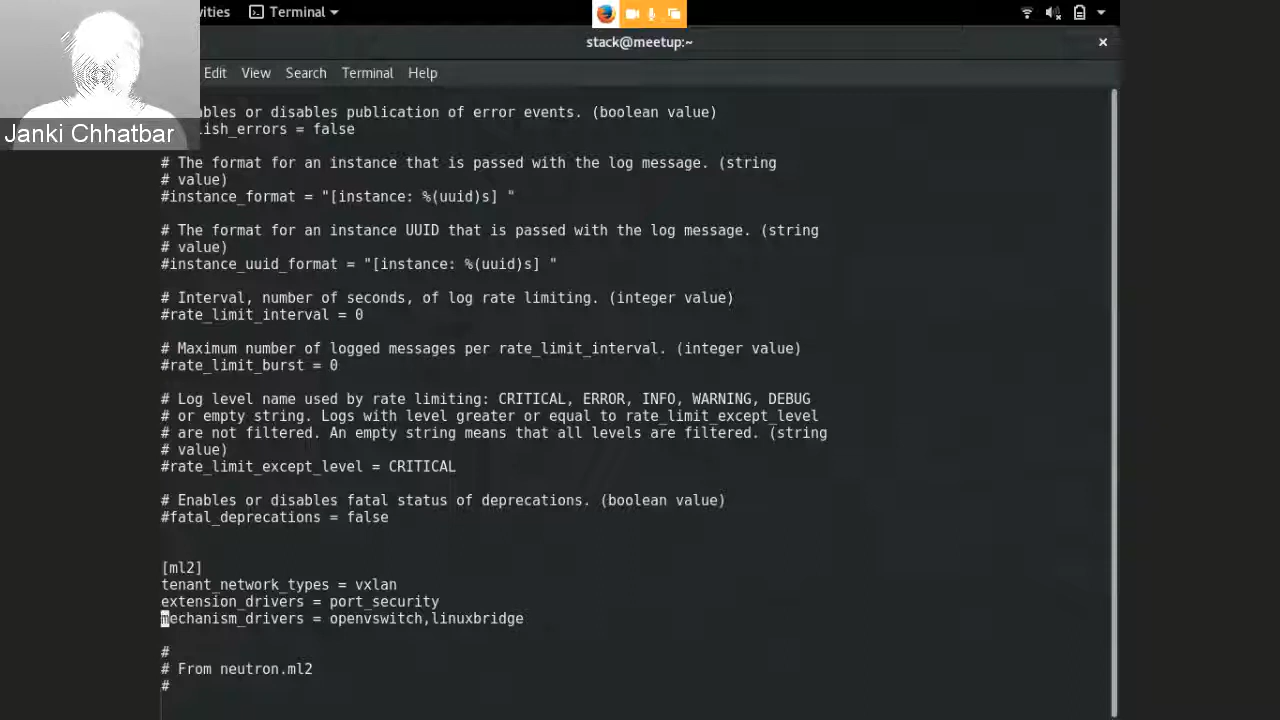 vities Terminal
stack@meetup:~
Edit View Search Terminal Help
Janki Chhatbar
ables or disables publication of error events. (boolean value)
lish_errors = false
# The format for an instance that is passed with the log message. (string
# value)
#instance_format = "[instance: %(uuid)s] "
# The format for an instance UUID that is passed with the log message. (string
# value)
#instance_uuid_format = "[instance: %(uuid)s] "
# Interval, number of seconds, of log rate limiting. (integer value)
#rate_limit_interval = 0
# Maximum number of logged messages per rate_limit_interval. (integer value)
#rate_limit_burst = 0
# Log level name used by rate limiting: CRITICAL, ERROR, INFO, WARNING, DEBUG
# or empty string. Logs with level greater or equal to rate_limit_except_level
# are not filtered. An empty string means that all levels are filtered. (string
# value)
#rate_limit_except_level = CRITICAL
# Enables or disables fatal status of deprecations. (boolean value)
#fatal_deprecations = false
[ml2]
tenant_network_types = vxlan
extension_drivers = port_security
mechanism_drivers = openvswitch,linuxbridge
#
# From neutron.ml2
#